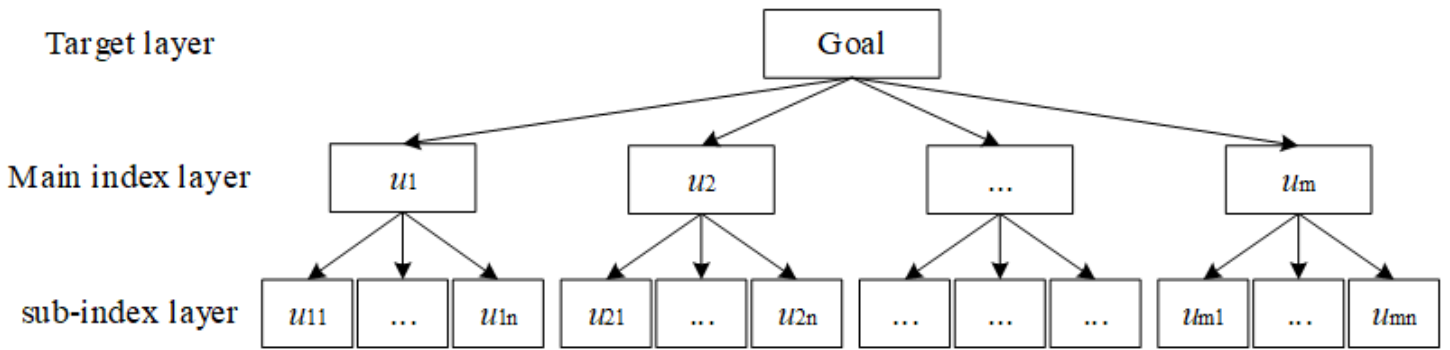 Target layer Goal
Main index layer u1 u2 ... um
sub-index layer u11 ... u1n u21 ... u2n ... ... ... um1 ... umn